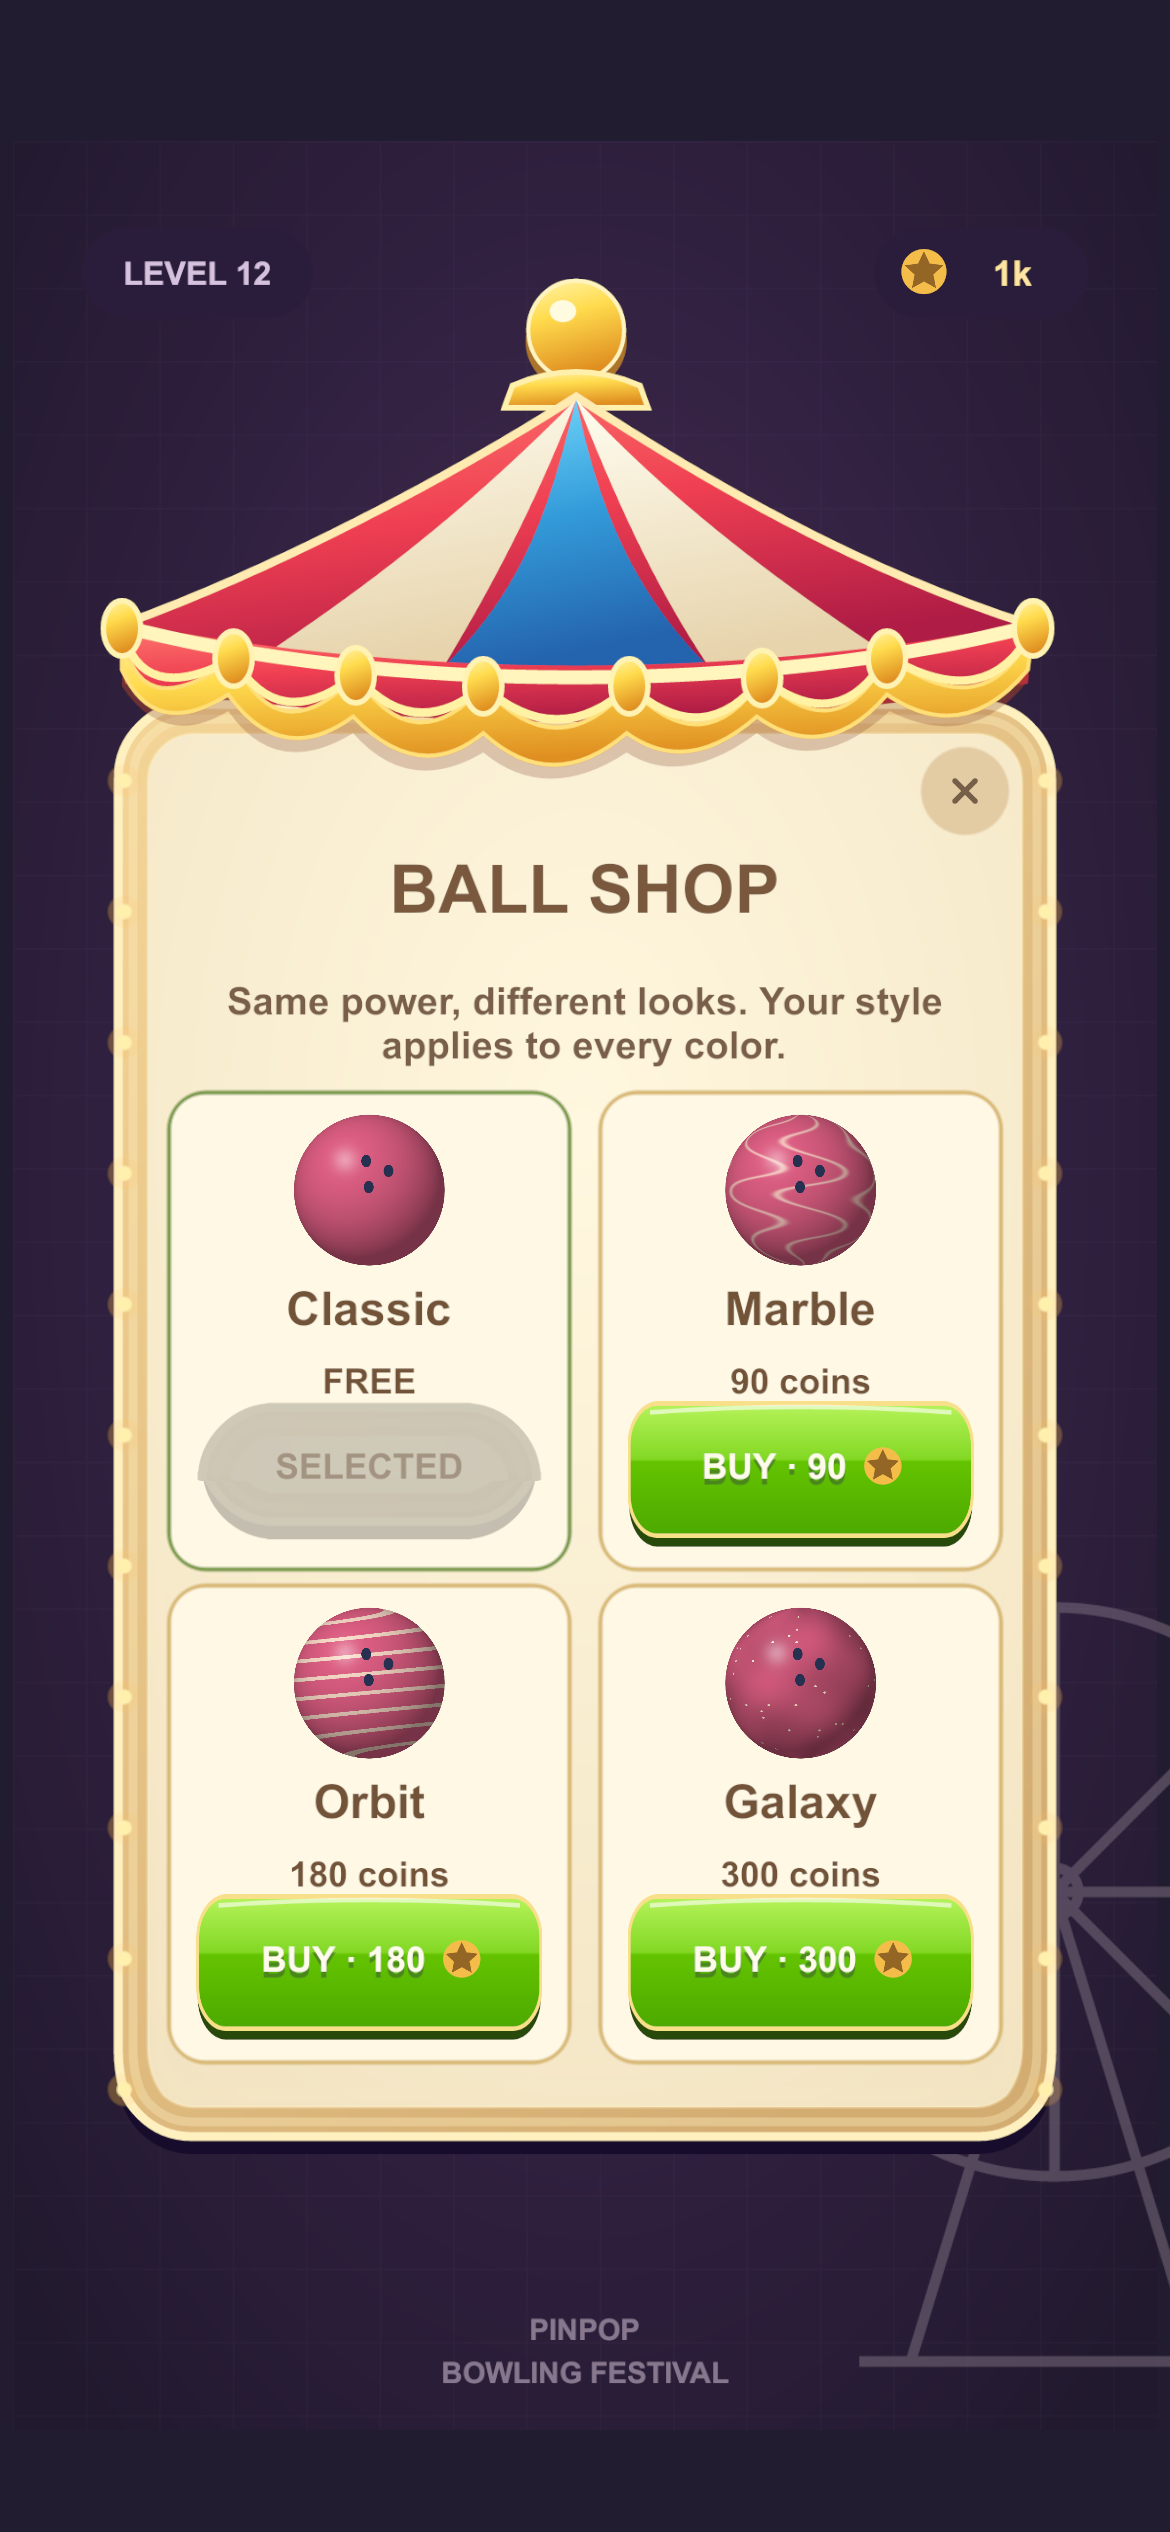 LEVEL 12
1k
BALL SHOP
Same power, different looks. Your style
applies to every color.
Classic
FREE
SELECTED
Marble
90 coins
BUY · 90
Orbit
180 coins
BUY · 180
Galaxy
300 coins
BUY · 300
PINPOP
BOWLING FESTIVAL